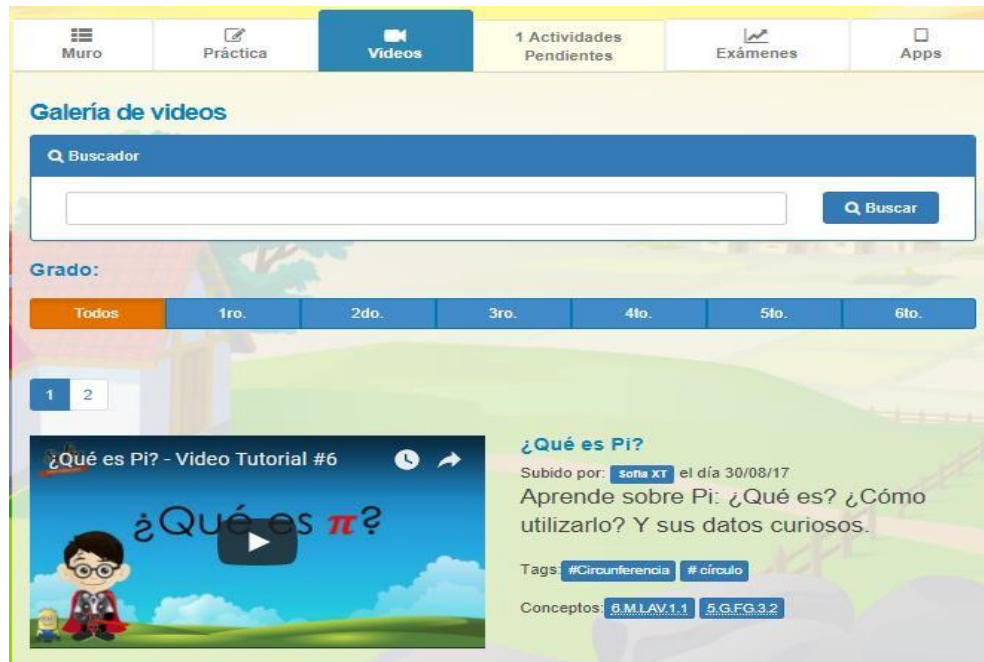 Muro
Práctica
Videos
1 Actividades
Pendientes
Exámenes
Apps
Galería de videos
Buscador
Buscar
Grado:
Todos 1ro. 2do. 3ro. 4to. 5to. 6to.
1 2
¿Qué es Pi? - Video Tutorial #6
¿Qué es π?
¿Qué es Pi?
Subido por: Sofia XT el día 30/08/17
Aprende sobre Pi: ¿Qué es? ¿Cómo
utilizarlo? Y sus datos curiosos.
Tags: #Circunferencia # círculo
Conceptos: 6.M.LAV.1.1 5.G.FG.3.2